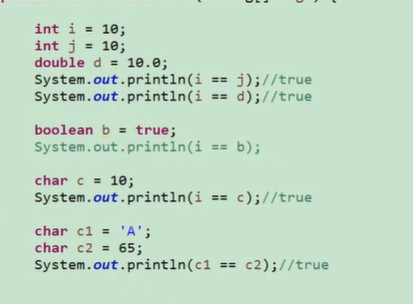 int i = 10;
int j = 10;
double d = 10.0;
System.out.println(i == j);//true
System.out.println(i == d);//true
boolean b = true;
System.out.println(i == b);
char c = 10;
System.out.println(i == c);//true
char c1 = 'A';
char c2 = 65;
System.out.println(c1 == c2);//true